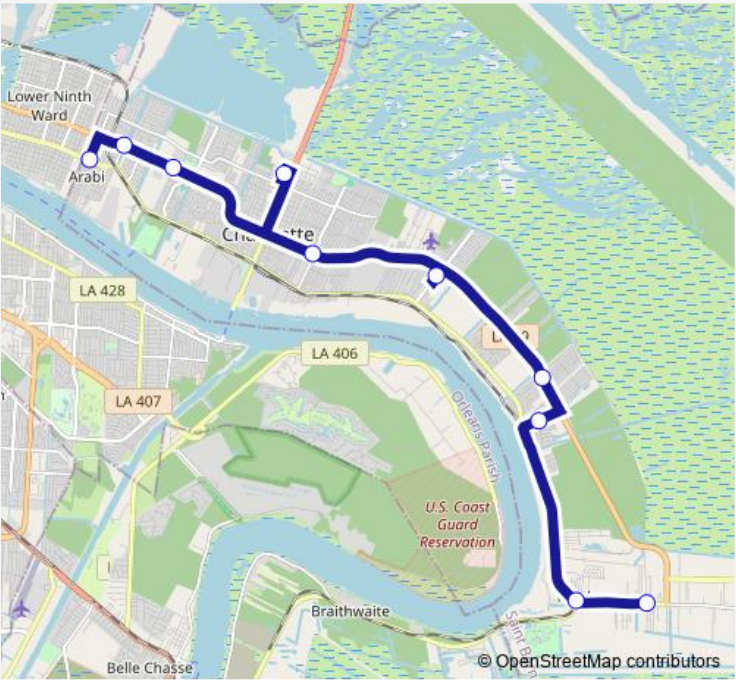 Lower Ninth
Ward
Arabi
LA 428
LA 406
LA 407
Orleans Parish
U.S. Coast
Guard
Reservation
Braithwaite
Belle Chasse
© OpenStreetMap contributors